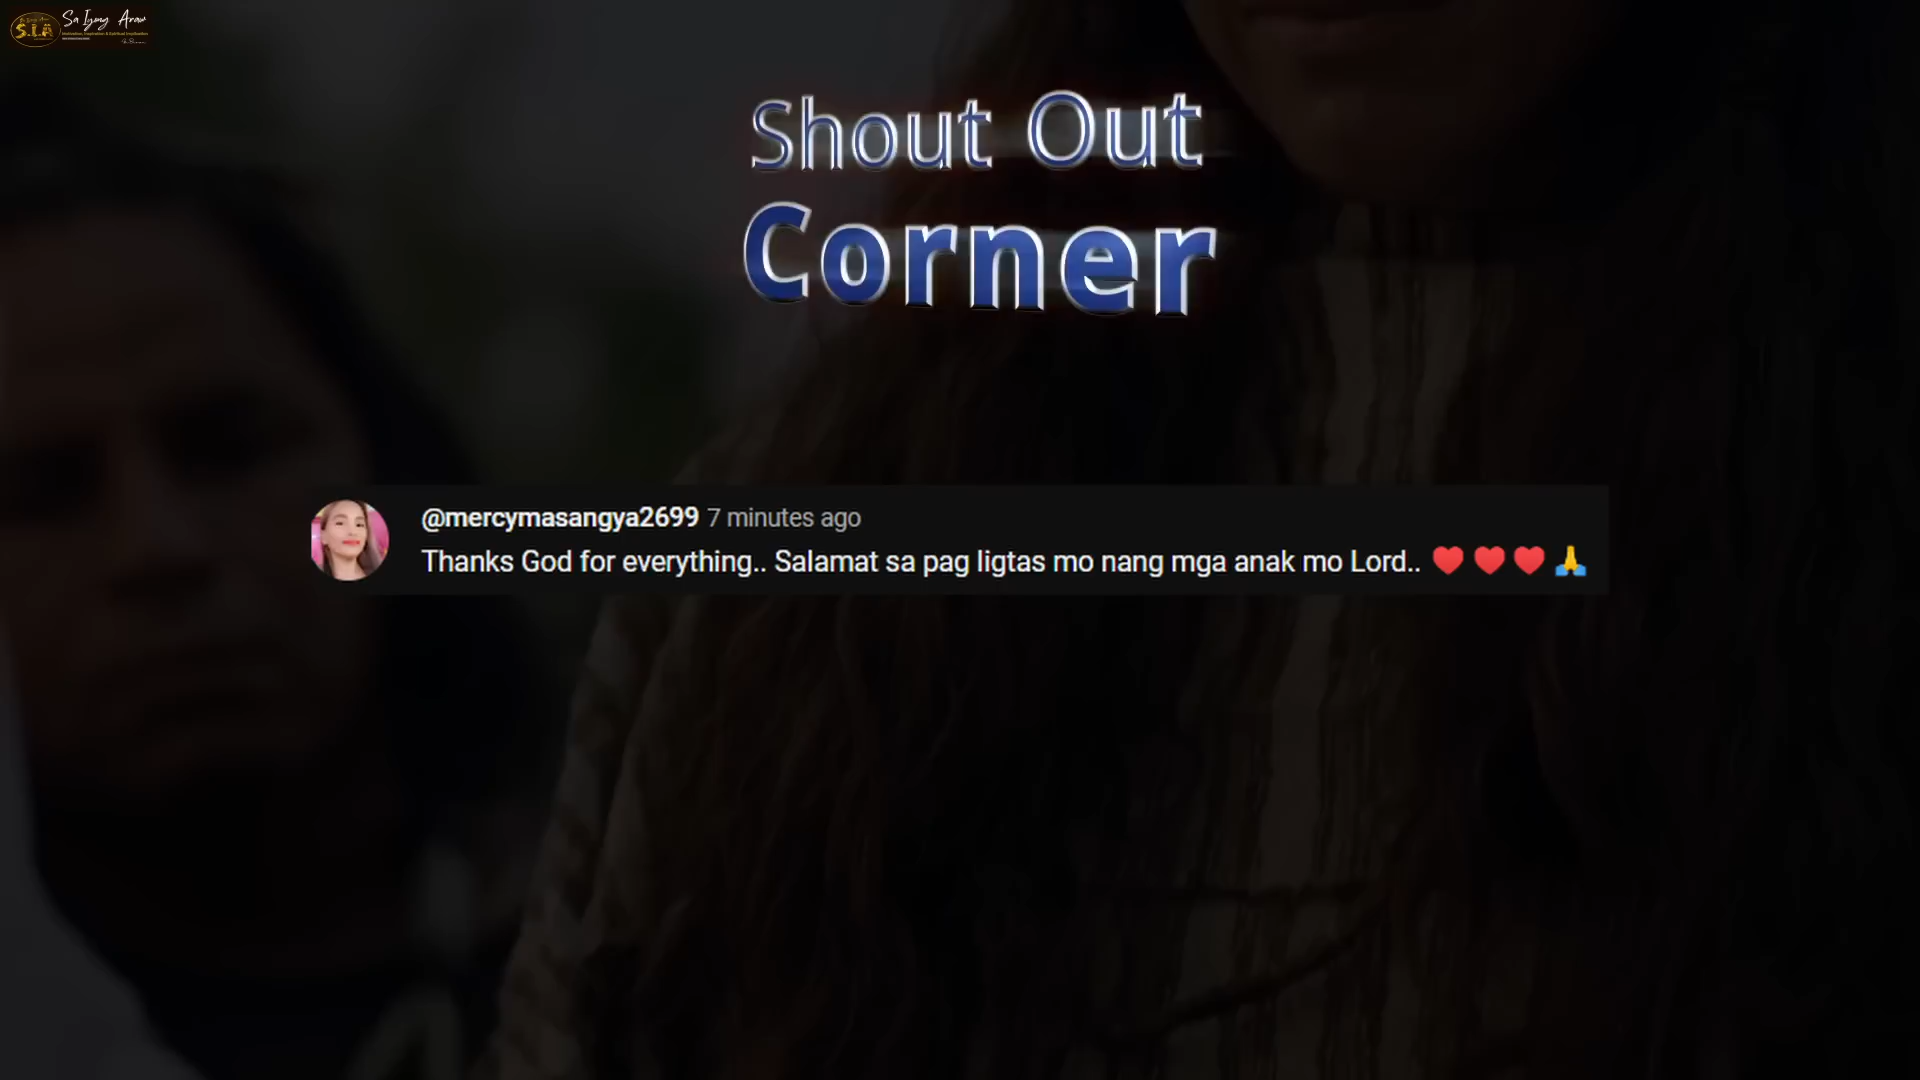 Sa Iyong Araw
S.I.A
Shout Out
Corner
@mercymasangya2699 7 minutes ago
Thanks God for everything.. Salamat sa pag ligtas mo nang mga anak mo Lord.. ❤️❤️❤️🙏